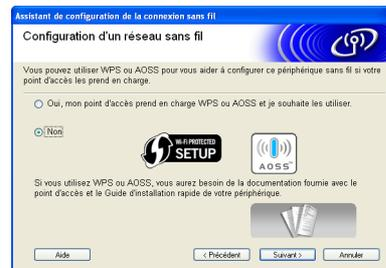 Assistant de configuration de la connexion sans fil
Configuration d'un réseau sans fil
Vous pouvez utiliser WPS ou AOSS pour vous aider á configurer ce périphérique sans fil si votre
point d'accès les prend en charge.
Oui, mon point d'accès prend en charge WPS ou AOSS et je souhaite les utiliser.
Non
Wi-Fi PROTECTED
SETUP
AOSS™
Si vous utilisez WPS ou AOSS, vous aurez besoin de la documentation fournie avec le
point d'accès et le Guide d'installation rapide de votre périphérique.
Aide
< Précédent
Suivant >
Annuler